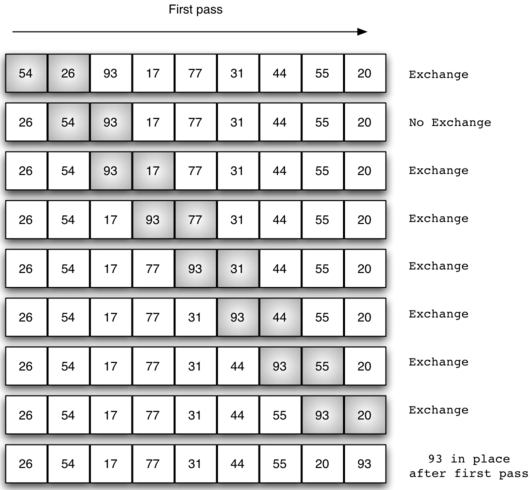 First pass
54 26 93 17 77 31 44 55 20 Exchange
26 54 93 17 77 31 44 55 20 No Exchange
26 54 93 17 77 31 44 55 20 Exchange
26 54 17 93 77 31 44 55 20 Exchange
26 54 17 77 93 31 44 55 20 Exchange
26 54 17 77 31 93 44 55 20 Exchange
26 54 17 77 31 44 93 55 20 Exchange
26 54 17 77 31 44 55 93 20 Exchange
26 54 17 77 31 44 55 20 93 93 in place
after first pass